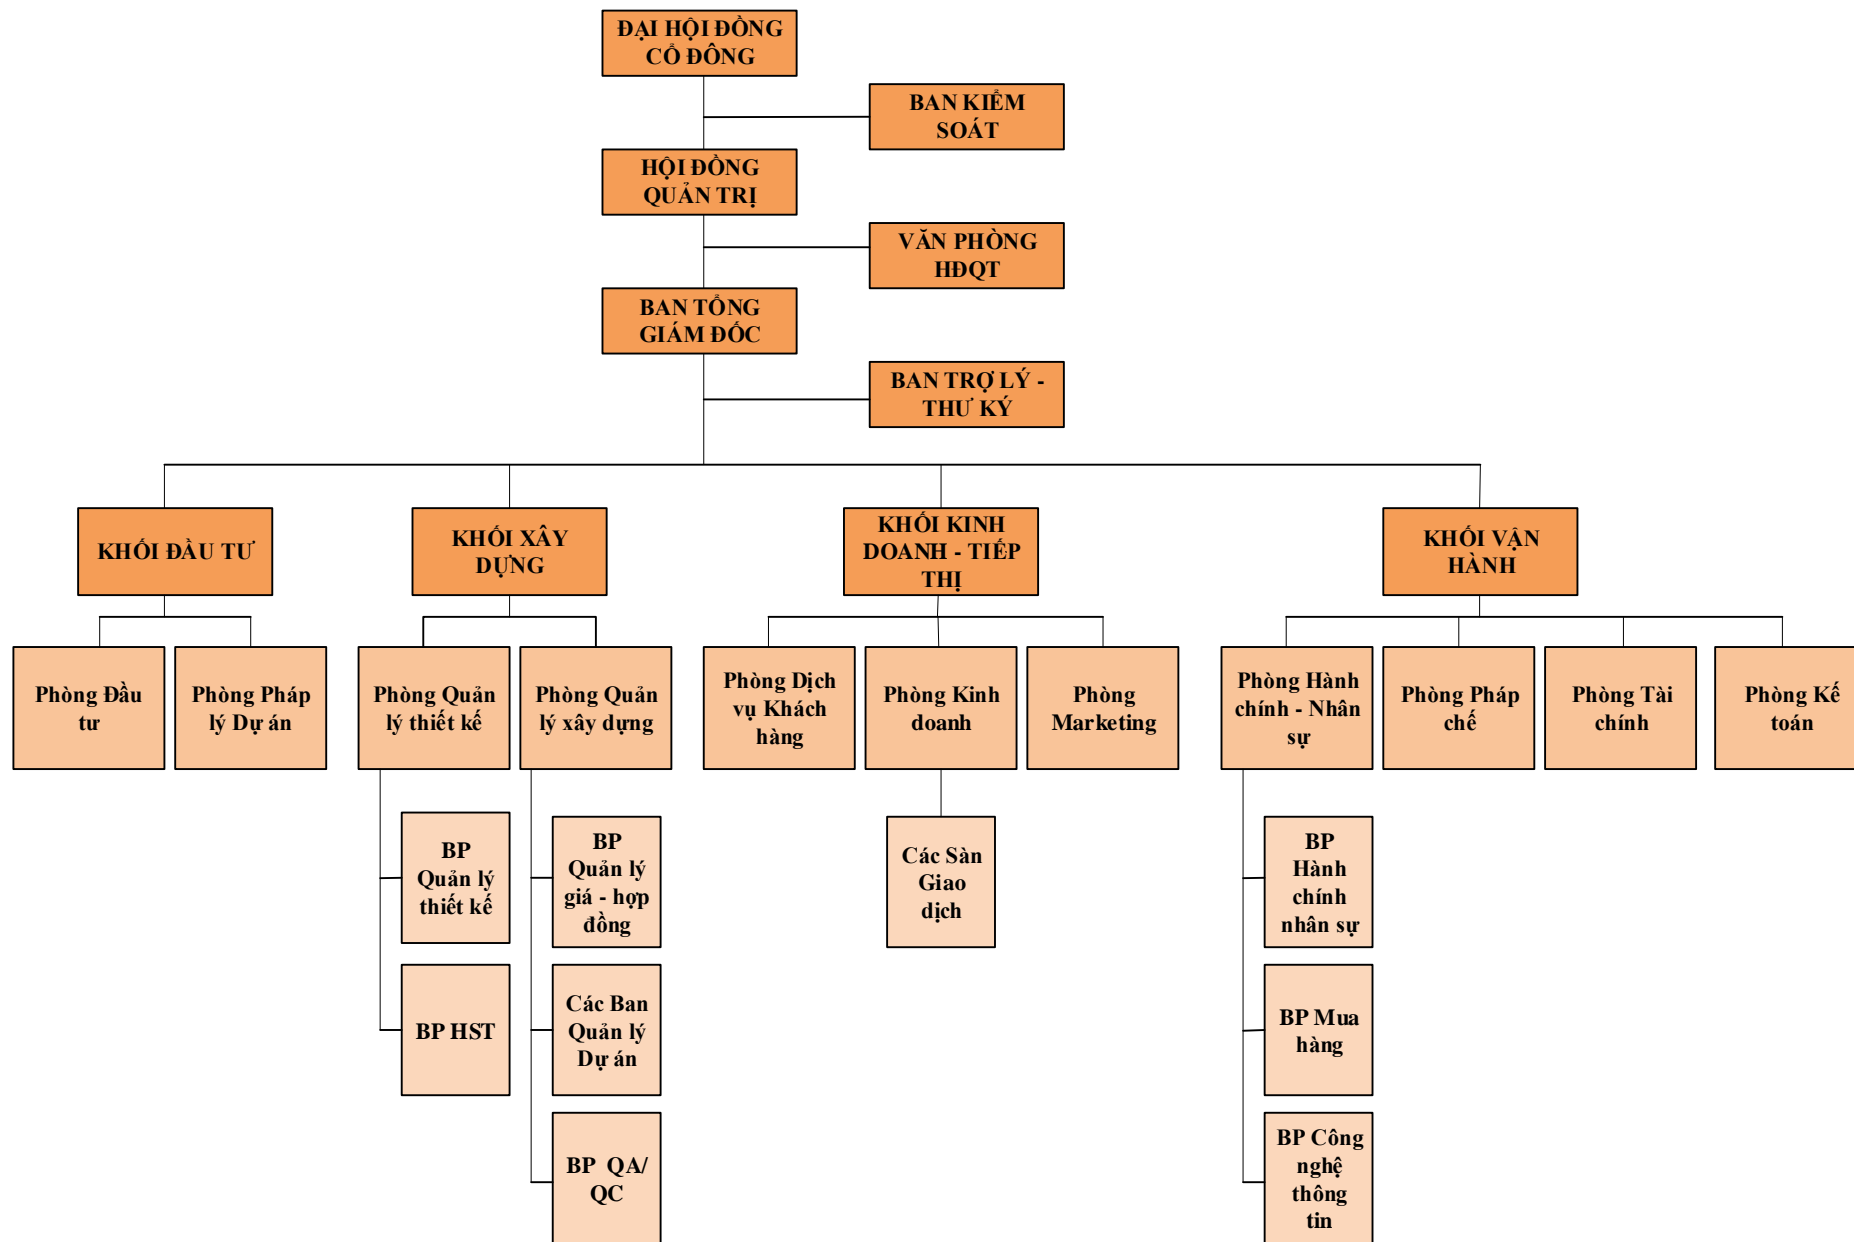 ĐẠI HỘI ĐỒNG
CỔ ĐÔNG
BAN KIỂM
SOÁT
HỘI ĐỒNG
QUẢN TRỊ
VĂN PHÒNG
HĐQT
BAN TỔNG
GIÁM ĐỐC
BAN TRỢ LÝ -
THƯ KÝ
KHỐI ĐẦU TƯ
KHỐI XÂY
DỰNG
KHỐI KINH
DOANH - TIẾP
THỊ
KHỐI VẬN
HÀNH
Phòng Đầu
tư
Phòng Pháp
lý Dự án
Phòng Quản
lý thiết kế
Phòng Quản
lý xây dựng
Phòng Dịch
vụ Khách
hàng
Phòng Kinh
doanh
Phòng
Marketing
Phòng Hành
chính - Nhân
sự
Phòng Pháp
chế
Phòng Tài
chính
Phòng Kế
toán
BP
Quản lý
thiết kế
BP
Quản lý
giá - hợp
đồng
Các Sàn
Giao
dịch
BP
Hành
chính
nhân sự
BP HST
Các Ban
Quản lý
Dự án
BP Mua
hàng
BP QA/
QC
BP Công
nghệ
thông
tin